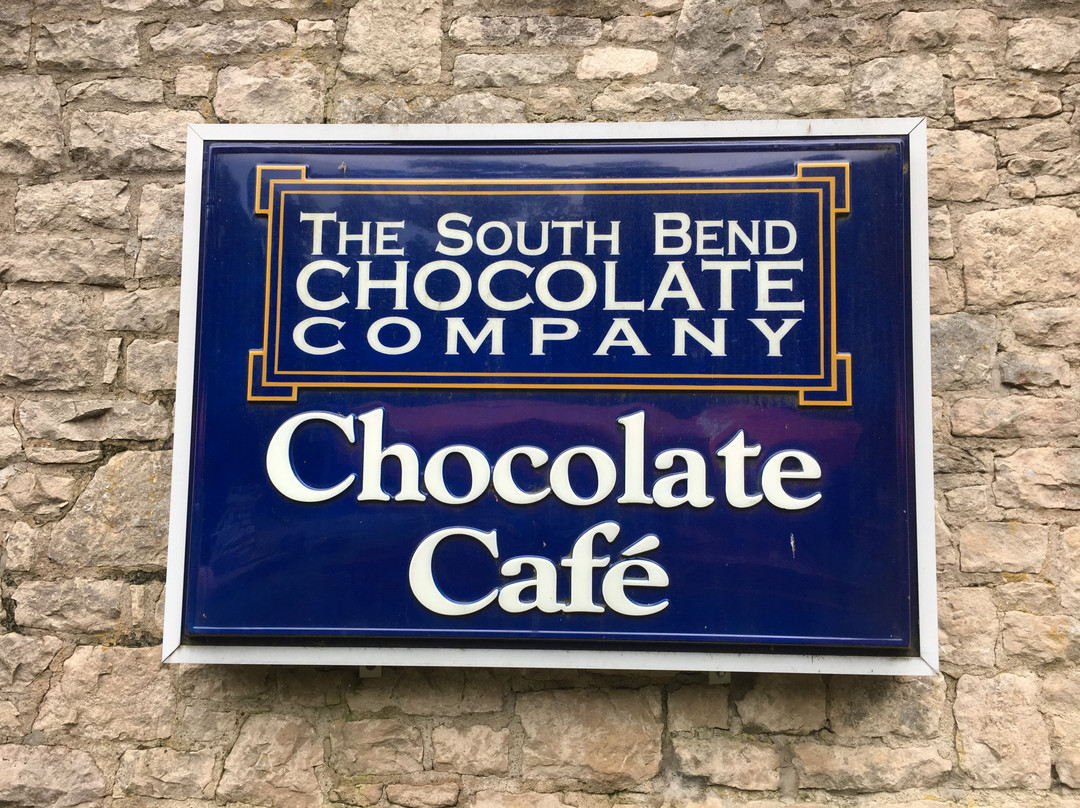 The South Bend
CHOCOLATE
COMPANY
Chocolate
Café